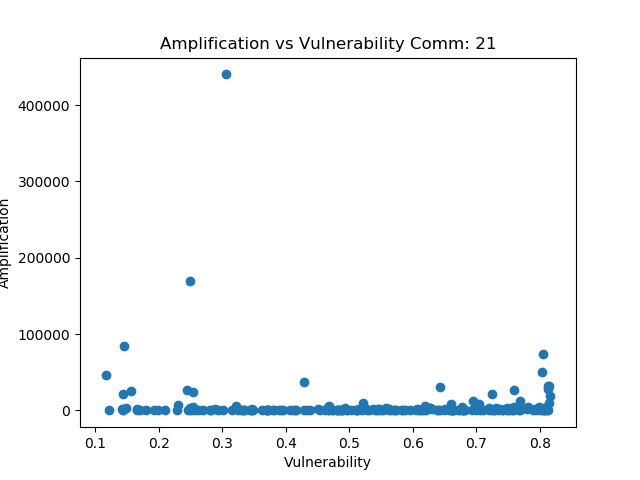 Amplification vs Vulnerability Comm: 21
Amplification
400000
300000
200000
100000
0
0.1 0.2 0.3 0.4 0.5 0.6 0.7 0.8
Vulnerability